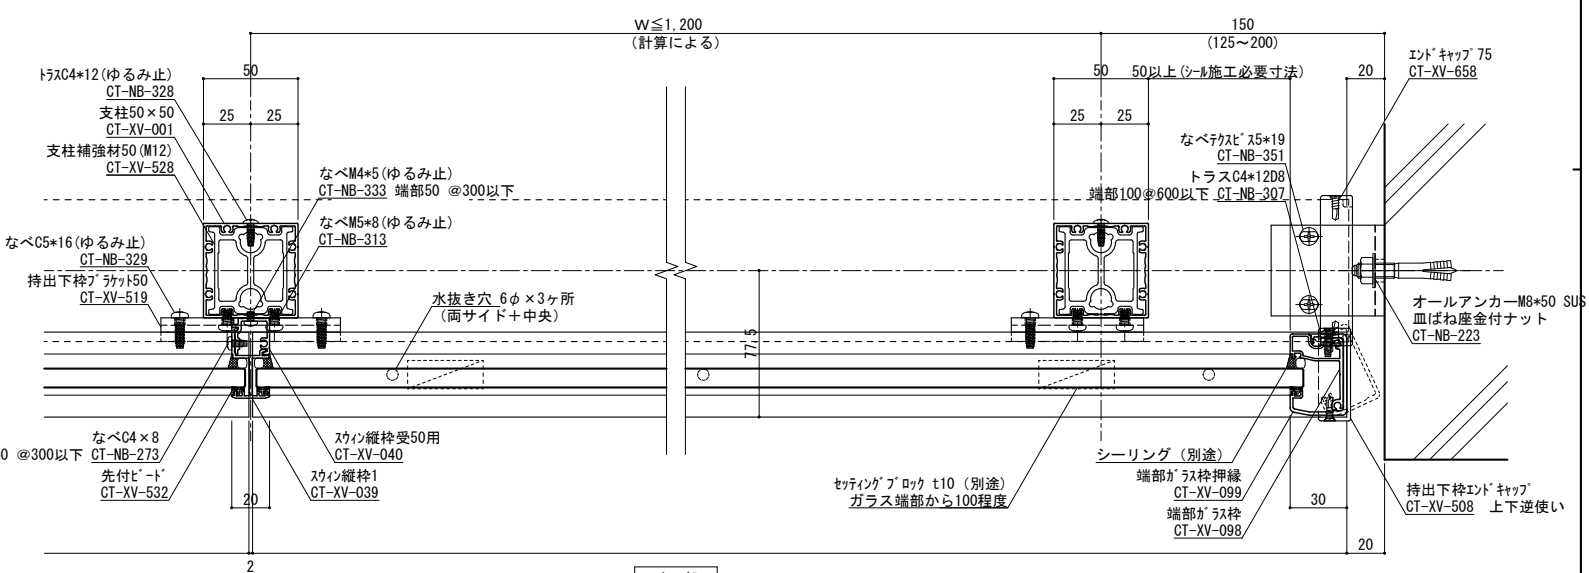 W≦1,200
(計算による)
150
(125～200)
トラスC4*12(ゆるみ止)
CT-NB-328
支柱50×50
CT-XV-001
支柱補強材50(M12)
CT-XV-528
50
25
25
なべM4*5(ゆるみ止)
CT-NB-333 端部50 @300以下
なべM5*8(ゆるみ止)
CT-NB-313
なべC5*16(ゆるみ止)
CT-NB-329
持出下枠ブラケット50
CT-XV-519
水抜き穴 6φ×3ヶ所
(両サイド+中央)
50
50以上(シール施工必要寸法)
25
25
20
エンドキャップ75
CT-XV-658
なべテクスビス5*19
CT-NB-351
トラスC4*12D8
端部100@600以下 CT-NB-307
オールアンカーM8*50 SUS
皿ばね座金付ナット
CT-NB-223
77.5
なべC4×8
0 @300以下 CT-NB-273
先付ビード
CT-XV-532
スウィン縦枠受50用
CT-XV-040
スウィン縦枠1
CT-XV-039
20
2
セッティングブロック t10 (別途)
ガラス端部から100程度
シーリング (別途)
端部ガラス枠押縁
CT-XV-099
端部ガラス枠
CT-XV-098
30
20
持出下枠エンドキャップ
CT-XV-508 上下逆使い